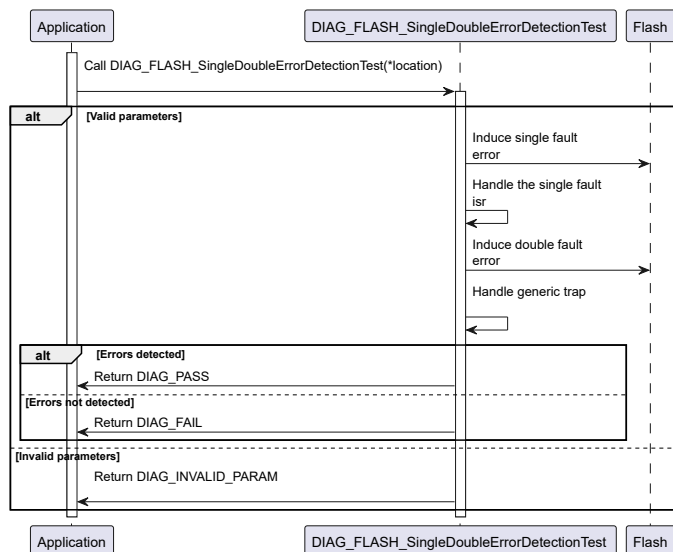 Application
DIAG_FLASH_SingleDoubleErrorDetectionTest
Flash
Call DIAG_FLASH_SingleDoubleErrorDetectionTest(*location)
alt
[Valid parameters]
Induce single fault
error
Handle the single fault
isr
Induce double fault
error
Handle generic trap
alt
[Errors detected]
Return DIAG_PASS
[Errors not detected]
Return DIAG_FAIL
[Invalid parameters]
Return DIAG_INVALID_PARAM
Application
DIAG_FLASH_SingleDoubleErrorDetectionTest
Flash